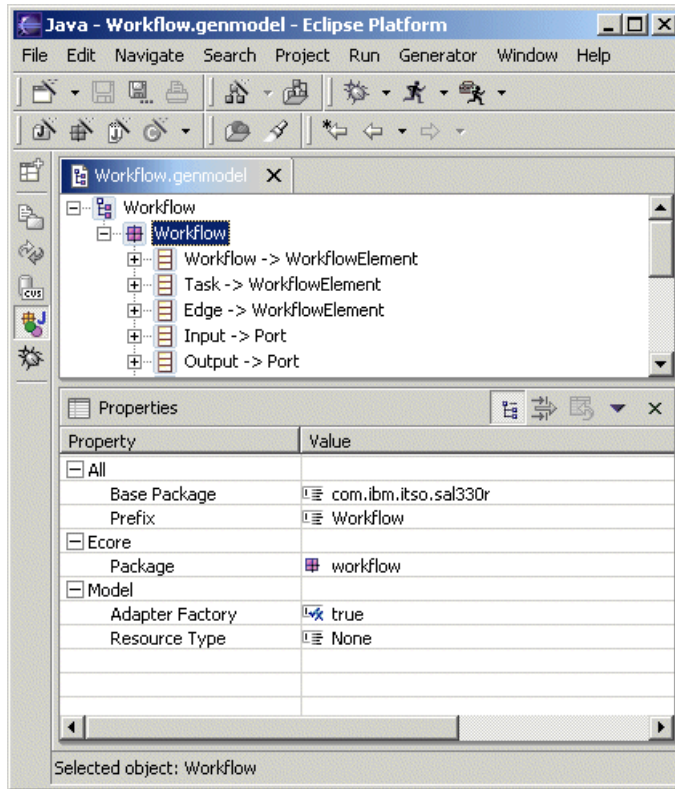 Java - Workflow.genmodel - Eclipse Platform
File Edit Navigate Search Project Run Generator Window Help
Workflow.genmodel
Workflow
Workflow
Workflow -> WorkflowElement
Task -> WorkflowElement
Edge -> WorkflowElement
Input -> Port
Output -> Port
Properties
Property Value
All
Base Package com.ibm.itso.sal330r
Prefix Workflow
Ecore
Package workflow
Model
Adapter Factory true
Resource Type None
Selected object: Workflow